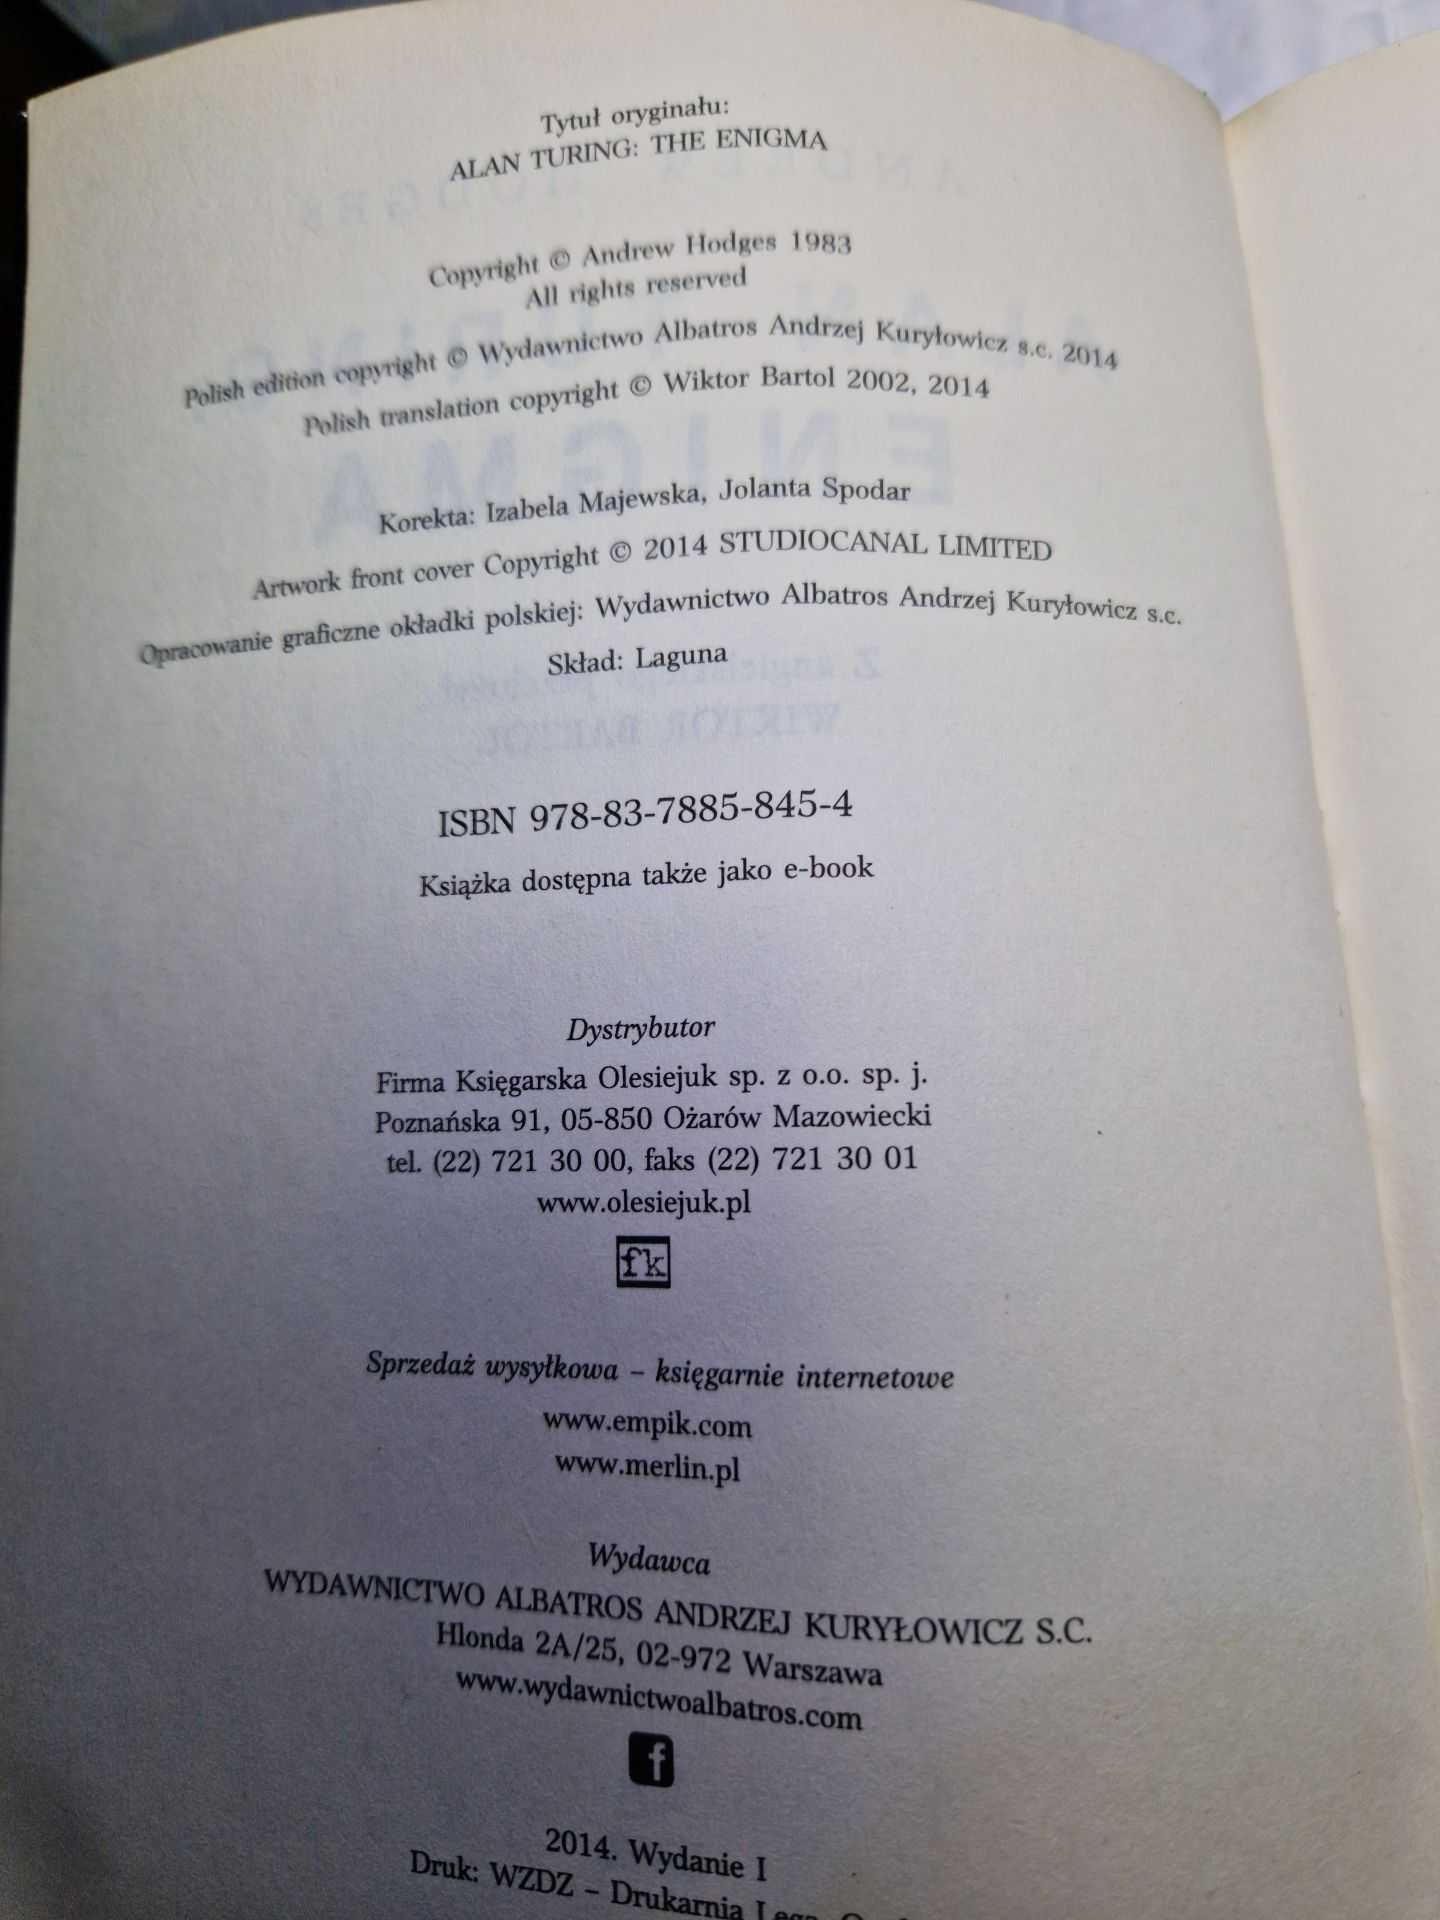 Tytuł oryginału:
ALAN TURING: THE ENIGMA
Copyright © Andrew Hodges 1983
All rights reserved
Polish edition copyright © Wydawnictwo Albatros Andrzej Kuryłowicz s.c. 2014
Polish translation copyright © Wiktor Bartol 2002, 2014
Korekta: Izabela Majewska, Jolanta Spodar
Artwork front cover Copyright © 2014 STUDIOCANAL LIMITED
Opracowanie graficzne okładki polskiej: Wydawnictwo Albatros Andrzej Kuryłowicz s.c.
Skład: Laguna
ISBN 978-83-7885-845-4
Książka dostępna także jako e-book
Dystrybutor
Firma Księgarska Olesiejuk sp. z o.o. sp. j.
Poznańska 91, 05-850 Ożarów Mazowiecki
tel. (22) 721 30 00, faks (22) 721 30 01
www.olesiejuk.pl
fk
Sprzedaż wysyłkowa – księgarnie internetowe
www.empik.com
www.merlin.pl
Wydawca
WYDAWNICTWO ALBATROS ANDRZEJ KURYŁOWICZ S.C.
Hlonda 2A/25, 02-972 Warszawa
www.wydawnictwoalbatros.com
f
2014. Wydanie I
Druk: WZDZ – Drukarnia